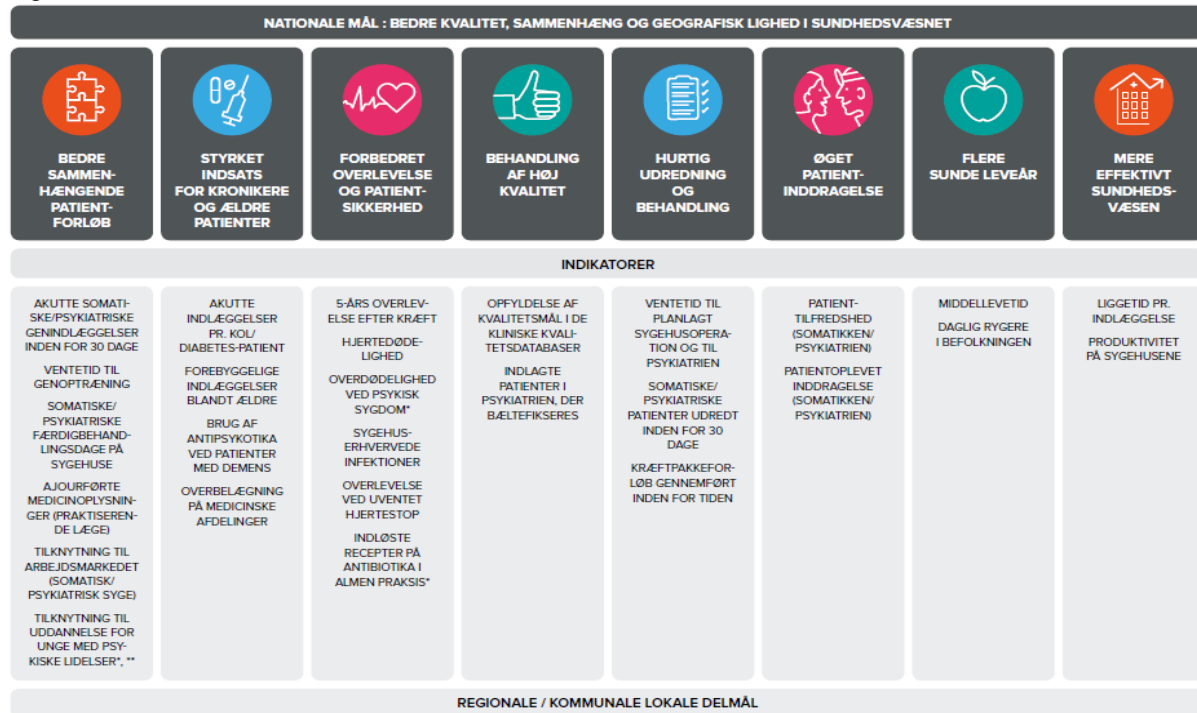 NATIONALE MÅL : BEDRE KVALITET, SAMMENHÆNG OG GEOGRAFISK LIGHED I SUNDHEDSVÆSNET
BEDRE
SAMMEN-
HÆNGENDE
PATIENT-
FORLØB
STYRKET
INDSATS
FOR KRONIKERE
OG ÆLDRE
PATIENTER
FORBEDRET
OVERLEVELSE
OG PATIENT-
SIKKERHED
BEHANDLING
AF HØJ
KVALITET
HURTIG
UDREDNING
OG
BEHANDLING
ØGET
PATIENT-
INDDRAGELSE
FLERE
SUNDE LEVEÅR
MERE
EFFEKTIVT
SUNDHEDS-
VÆSEN
INDIKATORER
AKUTTE SOMATI-
SKE/PSYKIATRISKE
GENINDLÆGGELSER
INDEN FOR 30 DAGE
VENTETID TIL
GENOPTRÆNING
SOMATISKE/
PSYKIATRISKE
FÆRDIGBEHAND-
LINGSDAGE PÅ
SYGEHUSE
AJOURFØRTE
MEDICINOPLYSNIN-
GER (PRAKTISEREN-
DE LÆGE)
TILKNYTNING TIL
ARBEJDSMARKEDET
(SOMATISK/
PSYKIATRISK SYGE)
TILKNYTNING TIL
UDDANNELSE FOR
UNGE MED PSY-
KISKE LIDELSER*, **
AKUTTE
INDLÆGGELSER
PR. KOL/
DIABETES-PATIENT
FOREBYGGELIGE
INDLÆGGELSER
BLANDT ÆLDRE
BRUG AF
ANTIPSYKOTIKA
VED PATIENTER
MED DEMENS
OVERBELÆGNING
PÅ MEDICINSKE
AFDELINGER
5-ÅRS OVERLEV-
ELSE EFTER KRÆFT
HJERTEDØDE-
LIGHED
OVERDØDELIGHED
VED PSYKISK
SYGDOM*
SYGEHUS-
ERHVERVEDE
INFEKTIONER
OVERLEVELSE
VED UVENTET
HJERTESTOP
INDLØSTE
RECEPTER PÅ
ANTIBIOTIKA I
ALMEN PRAKSIS*
OPFYLDELSE AF
KVALITETSMÅL I DE
KLINISKE KVALI-
TETSDATABASER
INDLAGTE
PATIENTER I
PSYKIATRIEN, DER
BÆLTEFIKSERES
VENTETID TIL
PLANLAGT
SYGEHUSOPERA-
TION OG TIL
PSYKIATRIEN
SOMATISKE/
PSYKIATRISKE
PATIENTER UDREDT
INDEN FOR 30
DAGE
KRÆFTPAKKEFOR-
LØB GENNEMFØRT
INDEN FOR TIDEN
PATIENT-
TILFREDSHED
(SOMATIKKEN/
PSYKIATRIEN)
PATIENTOPLEVET
INDDRAGELSE
(SOMATIKKEN/
PSYKIATRIEN)
MIDDELLEVETID
DAGLIG RYGERE
I BEFOLKNINGEN
LIGGETID PR.
INDLÆGGELSE
PRODUKTIVITET
PÅ SYGEHUSENE
REGIONALE / KOMMUNALE LOKALE DELMÅL